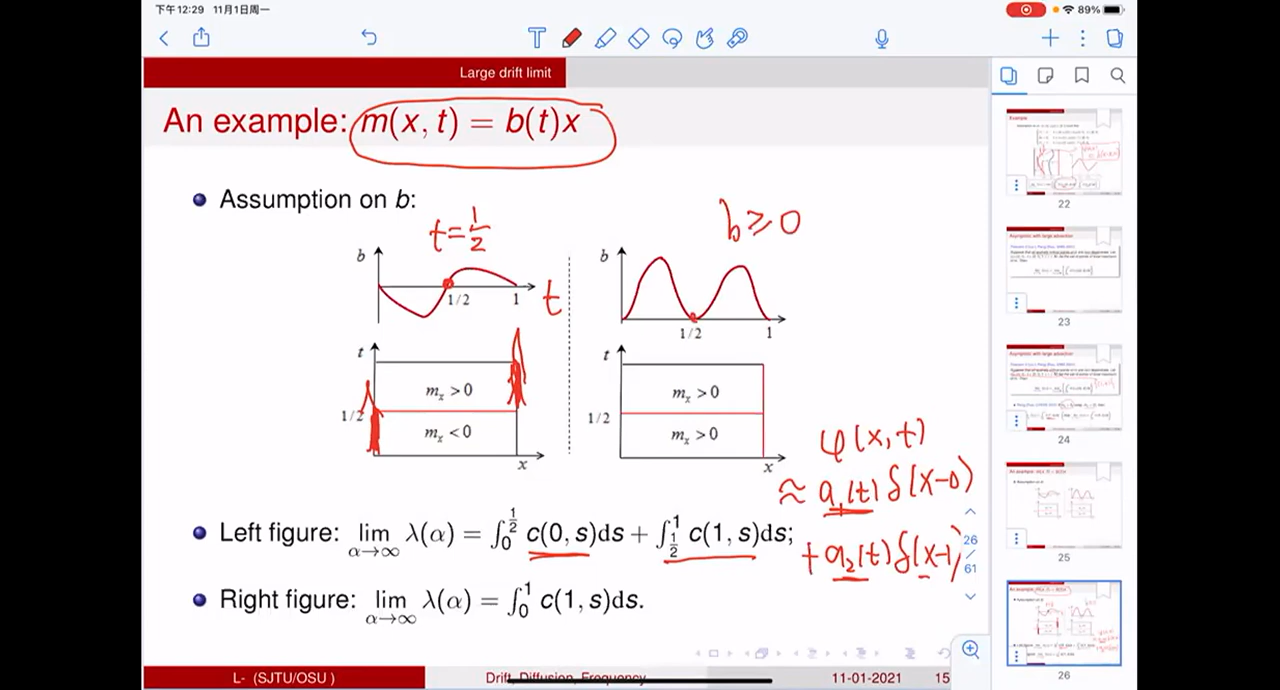 下午12:29 11月1日周一
89%
Large drift limit
An example: m(x, t) = b(t)x
Assumption on b:
t=1/2
b≥0
b
1/2
1
t
b
1/2
1
t
m_x > 0
1/2
m_x < 0
x
t
m_x > 0
1/2
m_x > 0
x
φ(x,t)
≈ a₁(t) δ(x-0)
+ a₂(t) δ(x-1)
Left figure: lim_{α→∞} λ(α) = ∫_0^{1/2} c(0, s)ds + ∫_{1/2}^1 c(1, s)ds;
Right figure: lim_{α→∞} λ(α) = ∫_0^1 c(1, s)ds.
L- (SJTU/OSU )
Drift, Diffusion, Frequency
11-01-2021
15
26
61
22
23
24
25
26